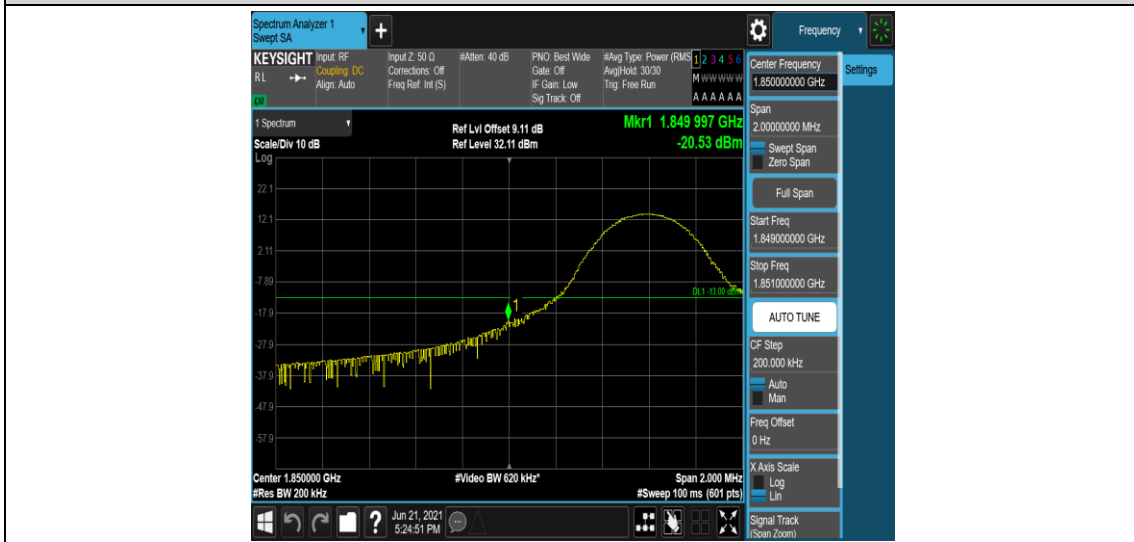 Spectrum Analyzer 1
Swept SA
+
Frequency
KEYSIGHT
RL
Input: RF
Coupling: DC
Align: Auto
Input Z: 50 Ω
Corrections: Off
Freq Ref: Int (S)
#Atten: 40 dB
PNO: Best Wide
Gate: Off
IF Gain: Low
Sig Track: Off
#Avg Type: Power (RMS
Avg|Hold: 30/30
Trig: Free Run
1 2 3 4 5 6
M W W W W W
A A A A A A
1 Spectrum
Scale/Div 10 dB
Log
Ref Lvl Offset 9.11 dB
Ref Level 32.11 dBm
Mkr1 1.849 997 GHz
-20.53 dBm
22.1
12.1
2.11
-7.89
-17.9
-27.9
-37.9
-47.9
-57.9
1
DL1 -13.00 dBm
Center 1.850000 GHz
#Res BW 200 kHz
#Video BW 620 kHz*
Span 2.000 MHz
#Sweep 100 ms (601 pts)
?
Jun 21, 2021
5:24:51 PM
Center Frequency
1.850000000 GHz
Settings
Span
2.00000000 MHz
Swept Span
Zero Span
Full Span
Start Freq
1.849000000 GHz
Stop Freq
1.851000000 GHz
AUTO TUNE
CF Step
200.000 kHz
Auto
Man
Freq Offset
0 Hz
X Axis Scale
Log
Lin
Signal Track
(Span Zoom)